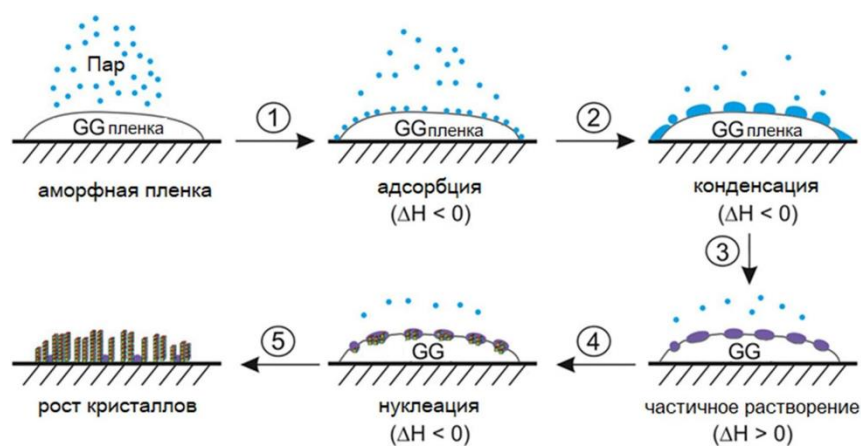 Пар
GG пленка
аморфная пленка
1
GG пленка
адсорбция
(ΔH < 0)
2
GG пленка
конденсация
(ΔH < 0)
3
GG
частичное растворение
(ΔH > 0)
4
GG
нуклеация
(ΔH < 0)
5
рост кристаллов